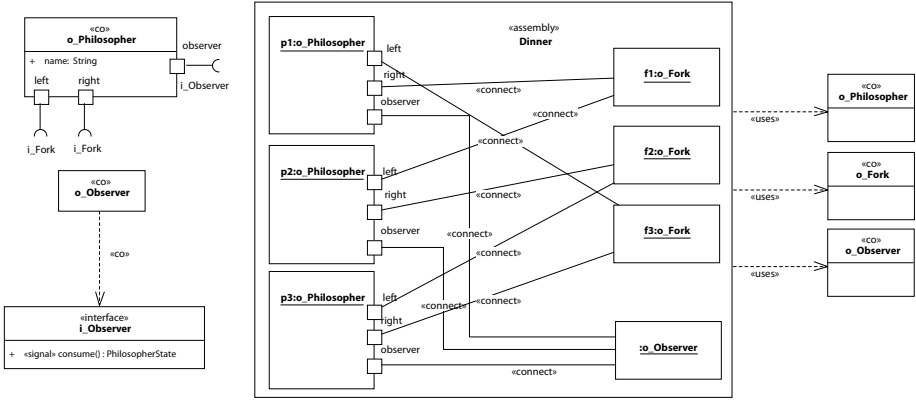 «co»
o_Philosopher
+ name: String
observer
i_Observer
left
right
i_Fork
i_Fork
«co»
o_Observer
«co»
«interface»
i_Observer
+ «signal» consume() : PhilosopherState
«assembly»
Dinner
p1:o_Philosopher
left
right
observer
p2:o_Philosopher
left
right
observer
p3:o_Philosopher
left
right
observer
«connect»
«connect»
«connect»
«connect»
«connect»
«connect»
«connect»
«connect»
«connect»
f1:o_Fork
f2:o_Fork
f3:o_Fork
:o_Observer
«uses»
«uses»
«uses»
«co»
o_Philosopher
«co»
o_Fork
«co»
o_Observer